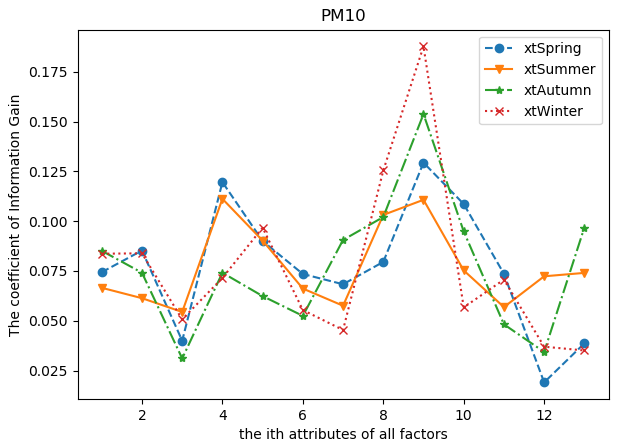 PM10
xtSpring
xtSummer
xtAutumn
xtWinter
The coefficient of Information Gain
0.175
0.150
0.125
0.100
0.075
0.050
0.025
2 4 6 8 10 12
the ith attributes of all factors